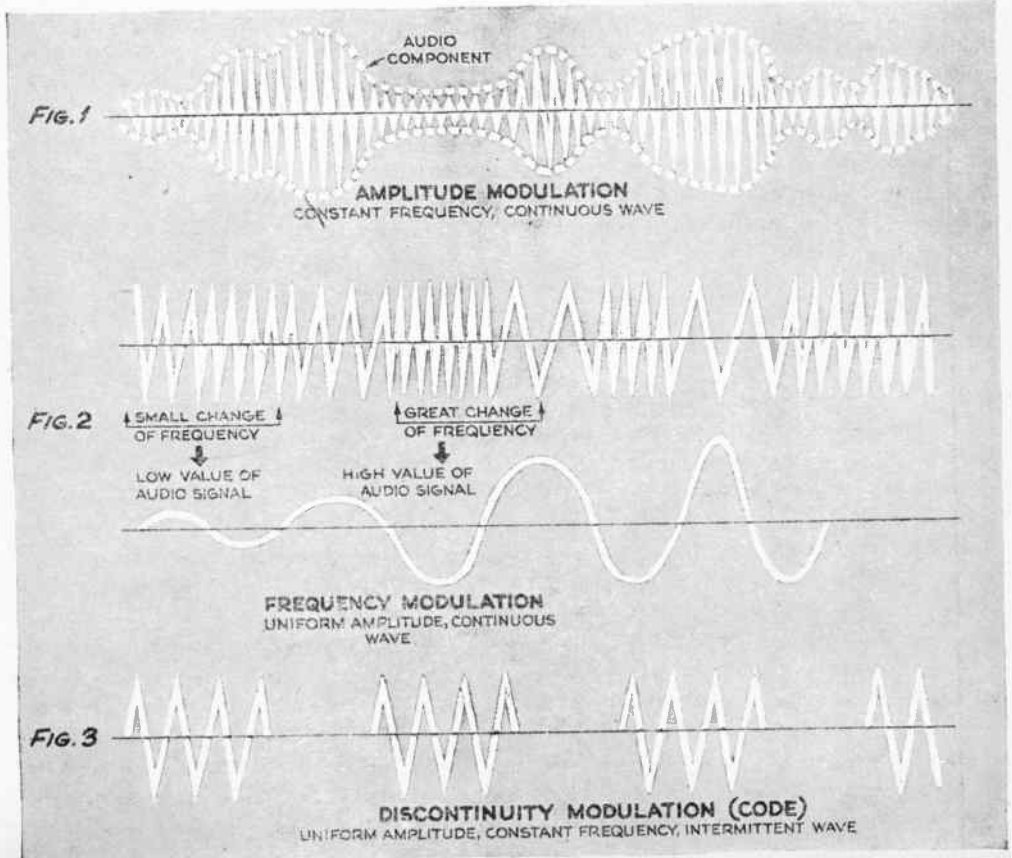 AUDIO
COMPONENT
FIG. 1
AMPLITUDE MODULATION
CONSTANT FREQUENCY, CONTINUOUS WAVE
FIG. 2
SMALL CHANGE
OF FREQUENCY
LOW VALUE OF
AUDIO SIGNAL
GREAT CHANGE
OF FREQUENCY
HIGH VALUE OF
AUDIO SIGNAL
FREQUENCY MODULATION
UNIFORM AMPLITUDE, CONTINUOUS
WAVE
FIG. 3
DISCONTINUITY MODULATION (CODE)
UNIFORM AMPLITUDE, CONSTANT FREQUENCY, INTERMITTENT WAVE